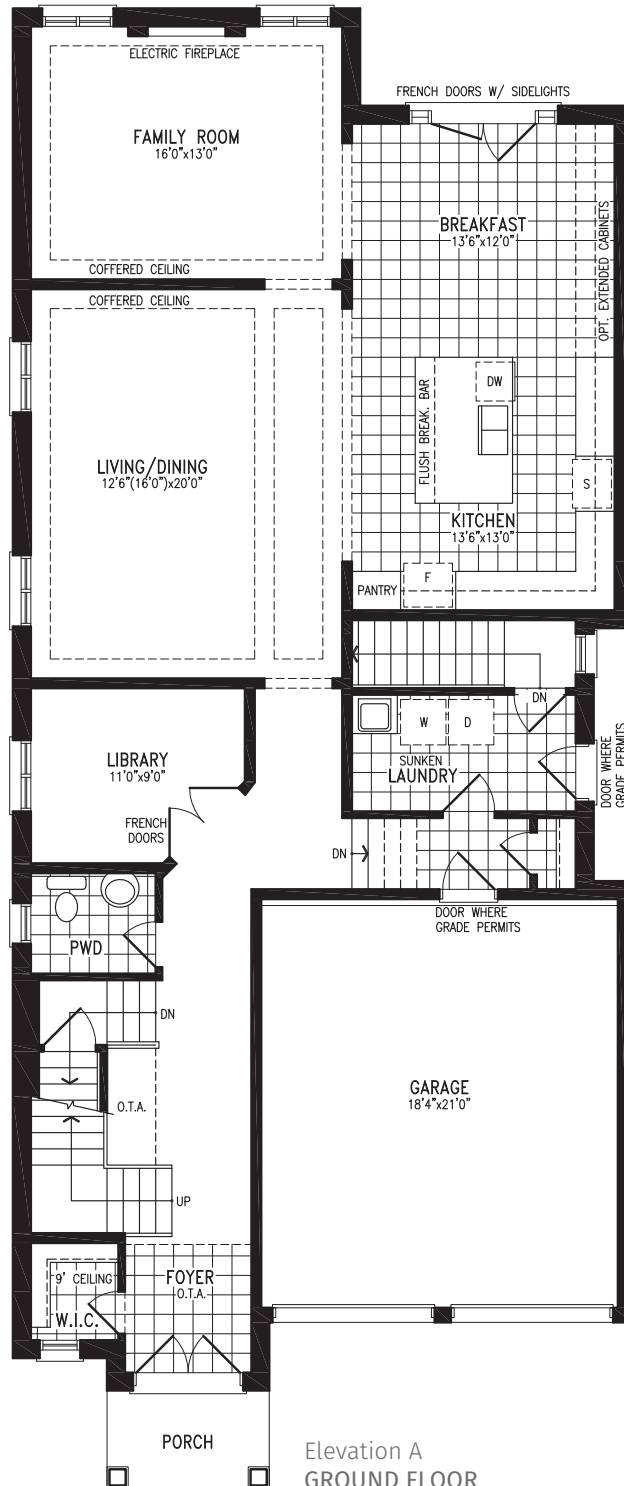 ELECTRIC FIREPLACE
FRENCH DOORS W/ SIDELIGHTS
FAMILY ROOM
16'0"x13'0"
BREAKFAST
13'6"x12'0"
OPT. EXTENDED CABINETS
COFFERED CEILING
COFFERED CEILING
DW
FLUSH BREAK. BAR
LIVING/DINING
12'6"(16'0")x20'0"
S
KITCHEN
13'6"x13'0"
F
PANTRY
DN
W
D
SUNKEN
LAUNDRY
DOOR WHERE
GRADE PERMITS
LIBRARY
11'0"x9'0"
FRENCH
DOORS
DN
DOOR WHERE
GRADE PERMITS
PWD
DN
GARAGE
18'4"x21'0"
O.T.A.
UP
9' CEILING
W.I.C.
FOYER
O.T.A.
PORCH
Elevation A
GROUND FLOOR